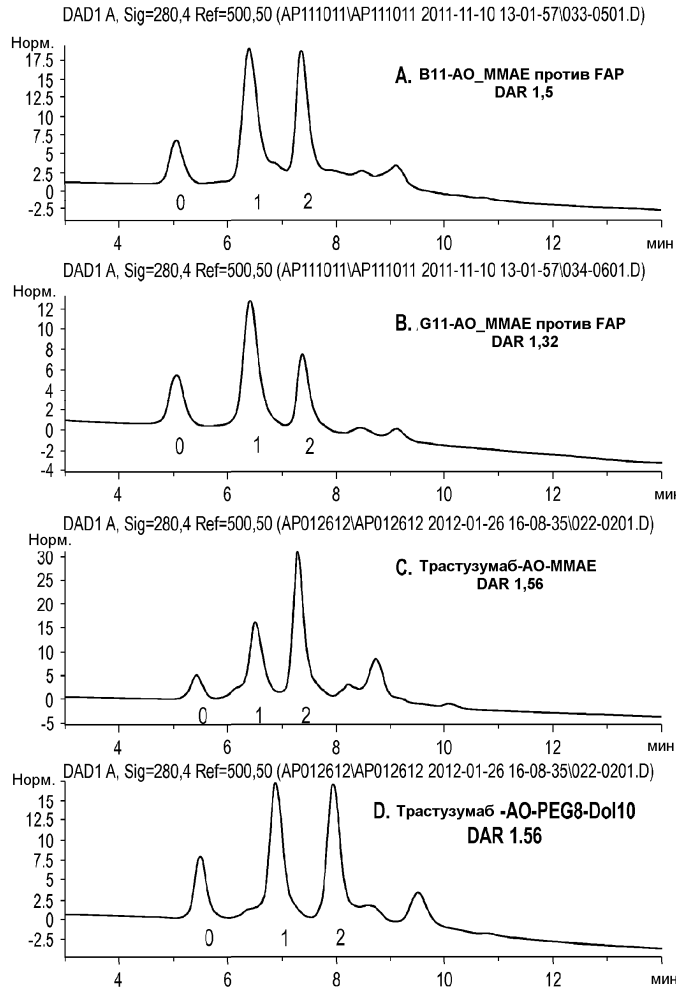 DAD1 A, Sig=280,4 Ref=500,50 (AP111011\AP111011 2011-11-10 13-01-57\033-0501.D)
Норм.
17.5
15
12.5
10
7.5
5
2.5
0
-2.5
A. B11-AO_MMAE против FAP
DAR 1,5
0 1 2
4 6 8 10 12 мин
DAD1 A, Sig=280,4 Ref=500,50 (AP111011\AP111011 2011-11-10 13-01-57\034-0601.D)
Норм.
12
10
8
6
4
2
0
-2
-4
B. G11-AO_MMAE против FAP
DAR 1,32
0 1 2
4 6 8 10 12 мин
DAD1 A, Sig=280,4 Ref=500,50 (AP012612\AP012612 2012-01-26 16-08-35\022-0201.D)
Норм.
30
25
20
15
10
5
0
-5
C. Трастузумаб-АО-ММАЕ
DAR 1,56
0 1 2
4 6 8 10 12 мин
DAD1 A, Sig=280,4 Ref=500,50 (AP012612\AP012612 2012-01-26 16-08-35\022-0201.D)
Норм.
15
12.5
10
7.5
5
2.5
0
-2.5
D. Трастузумаб -AO-PEG8-Dol10
DAR 1.56
0 1 2
4 6 8 10 12 мин